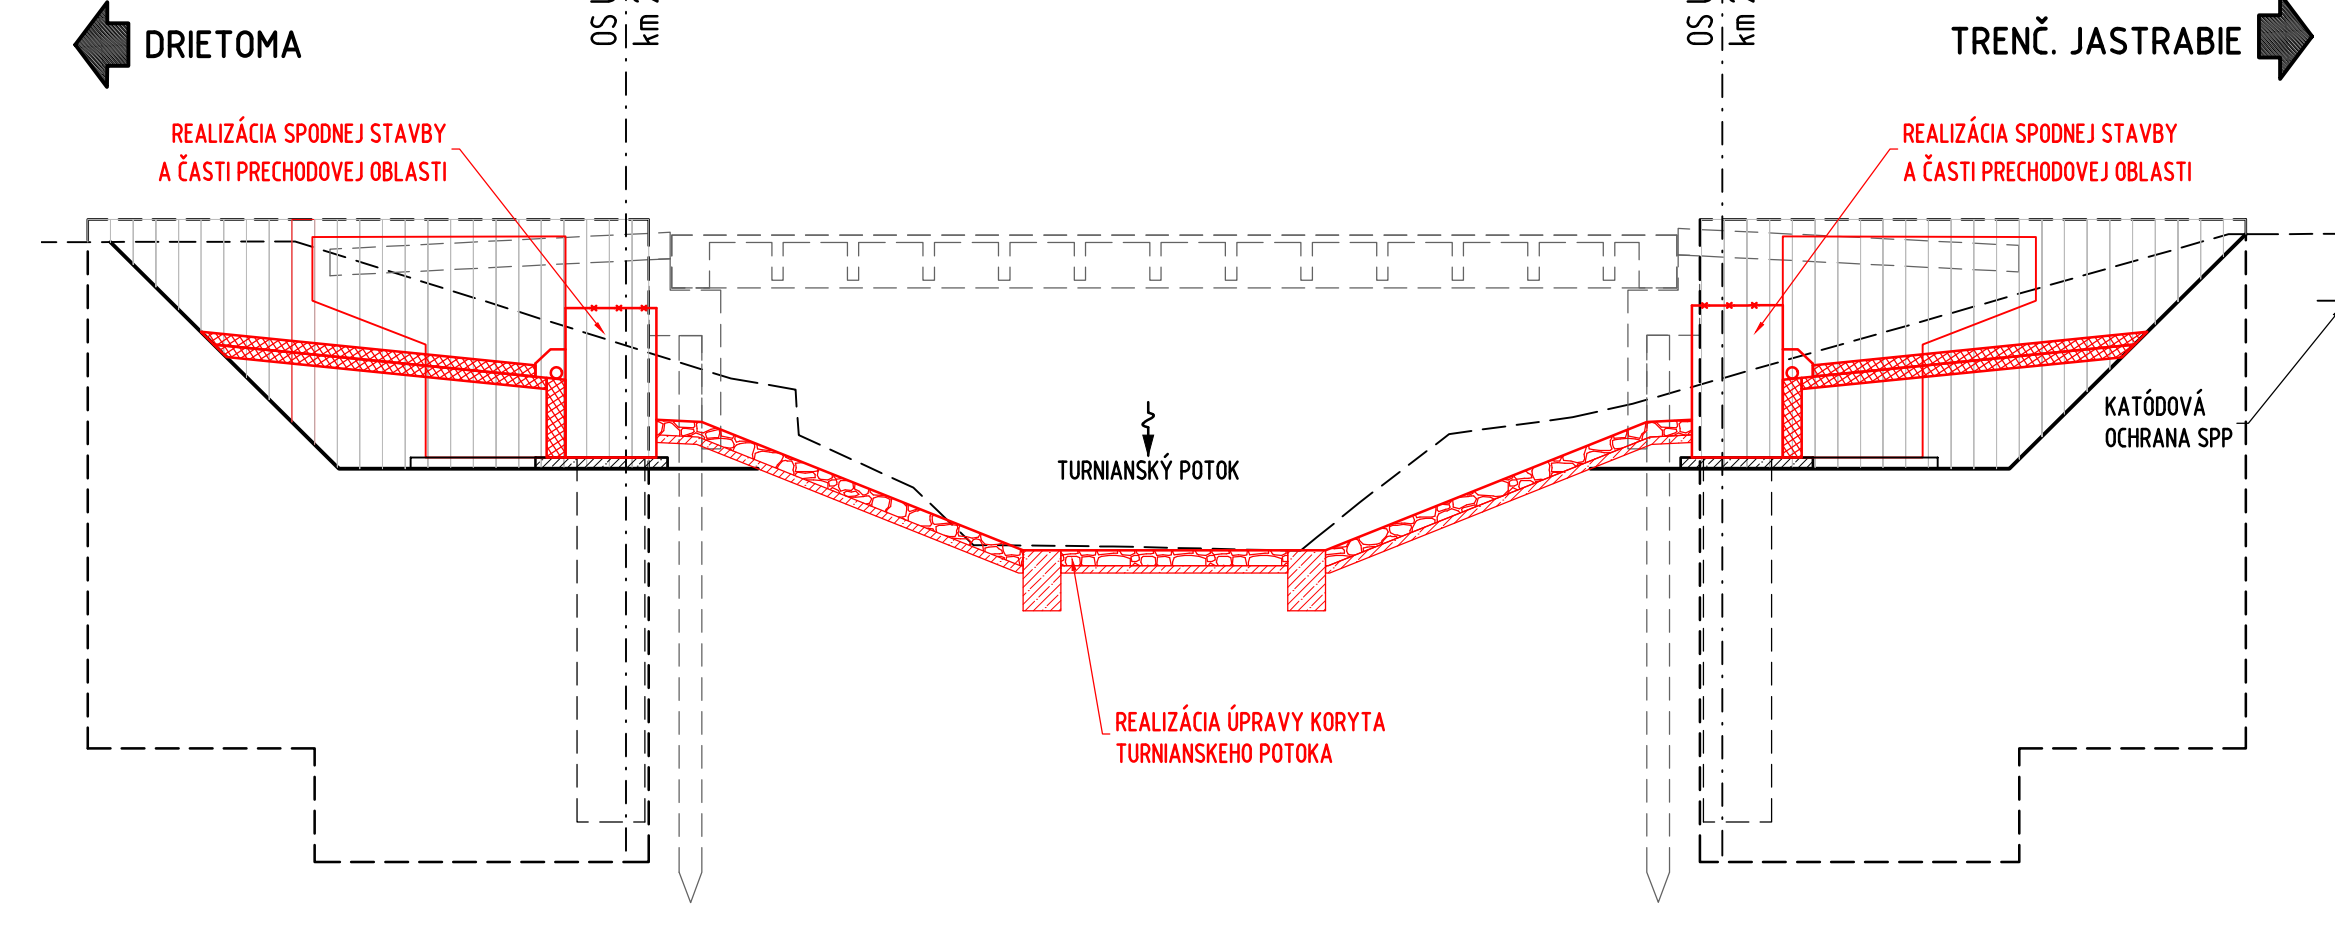 DRIETOMA
OS
km
OS
km
TRENČ. JASTRABIE
REALIZÁCIA SPODNEJ STAVBY
A ČASTI PRECHODOVEJ OBLASTI
REALIZÁCIA SPODNEJ STAVBY
A ČASTI PRECHODOVEJ OBLASTI
KATÓDOVÁ
OCHRANA SPP
TURNIANSKÝ POTOK
REALIZÁCIA ÚPRAVY KORYTA
TURNIANSKEHO POTOKA